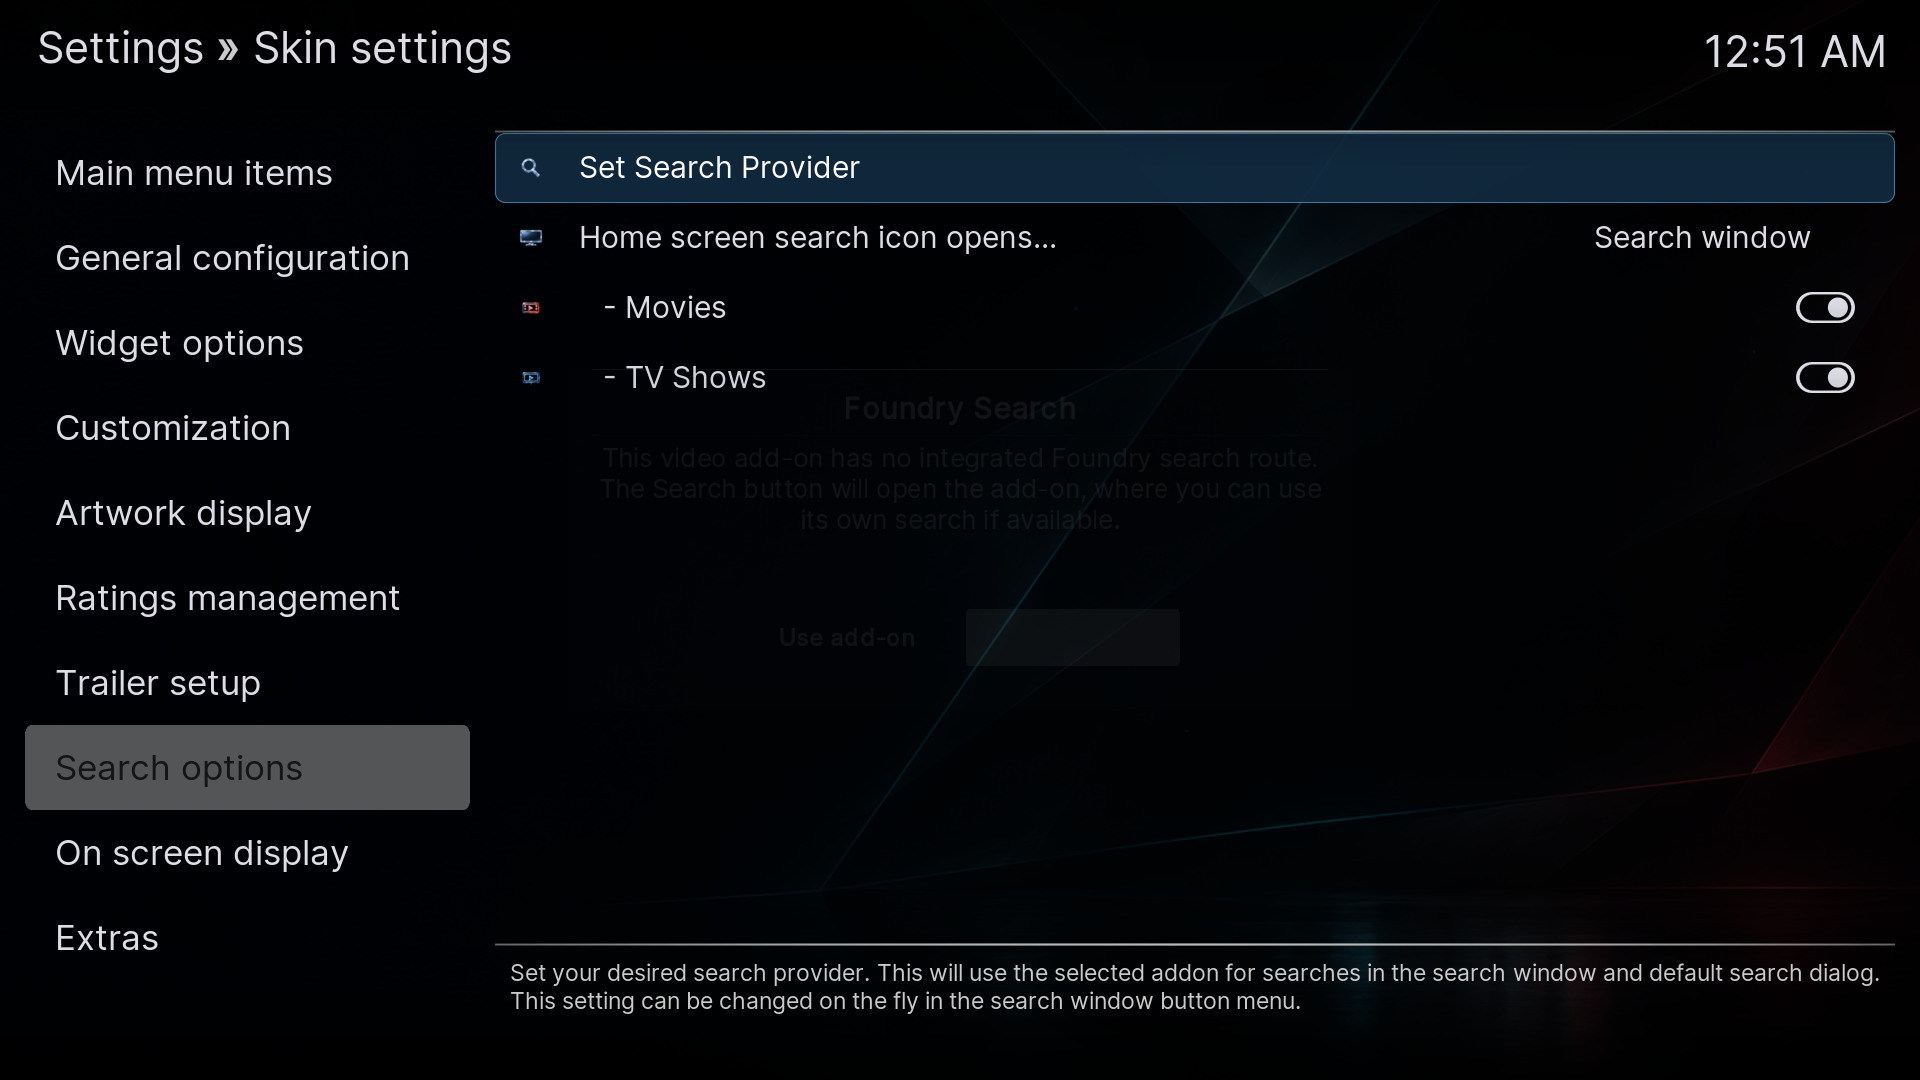 Settings » Skin settings
12:51 AM
Main menu items
General configuration
Widget options
Customization
Artwork display
Ratings management
Trailer setup
Search options
On screen display
Extras
Set Search Provider
Home screen search icon opens...
Search window
- Movies
- TV Shows
Foundry Search
This video add-on has no integrated Foundry search route.
The Search button will open the add-on, where you can use
its own search if available.
Use add-on
Set your desired search provider. This will use the selected addon for searches in the search window and default search dialog.
This setting can be changed on the fly in the search window button menu.